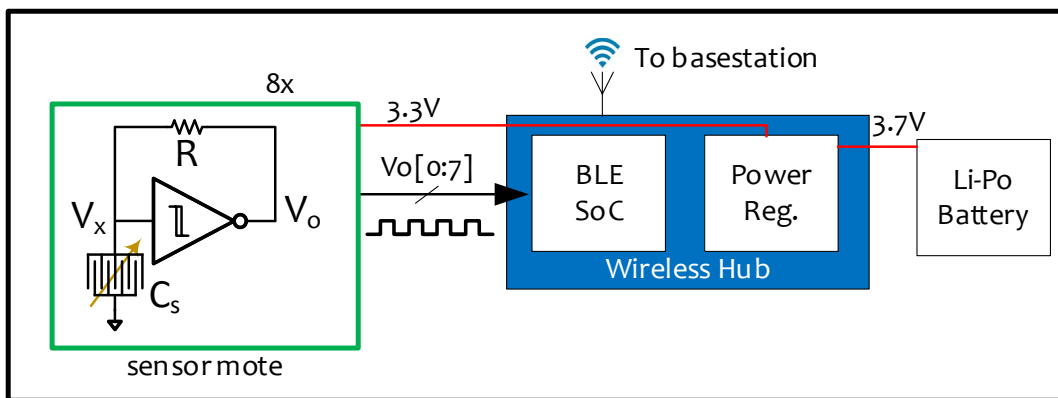 8x
To basestation
3.3V
3.7V
R
Vo[0:7]
BLE
SoC
Power
Reg.
Li-Po
Battery
Vx
Vo
Cs
Wireless Hub
sensor mote